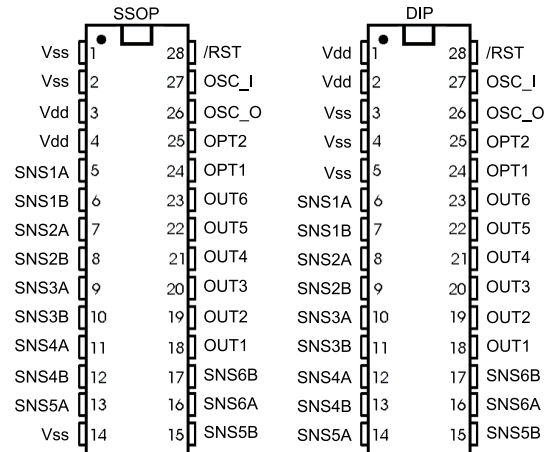 SSOP
Vss 1 28 /RST
Vss 2 27 OSC_I
Vdd 3 26 OSC_O
Vdd 4 25 OPT2
SNS1A 5 24 OPT1
SNS1B 6 23 OUT6
SNS2A 7 22 OUT5
SNS2B 8 21 OUT4
SNS3A 9 20 OUT3
SNS3B 10 19 OUT2
SNS4A 11 18 OUT1
SNS4B 12 17 SNS6B
SNS5A 13 16 SNS6A
Vss 14 15 SNS5B
DIP
Vdd 1 28 /RST
Vdd 2 27 OSC_I
Vss 3 26 OSC_O
Vss 4 25 OPT2
Vss 5 24 OPT1
SNS1A 6 23 OUT6
SNS1B 7 22 OUT5
SNS2A 8 21 OUT4
SNS2B 9 20 OUT3
SNS3A 10 19 OUT2
SNS3B 11 18 OUT1
SNS4A 12 17 SNS6B
SNS4B 13 16 SNS6A
SNS5A 14 15 SNS5B